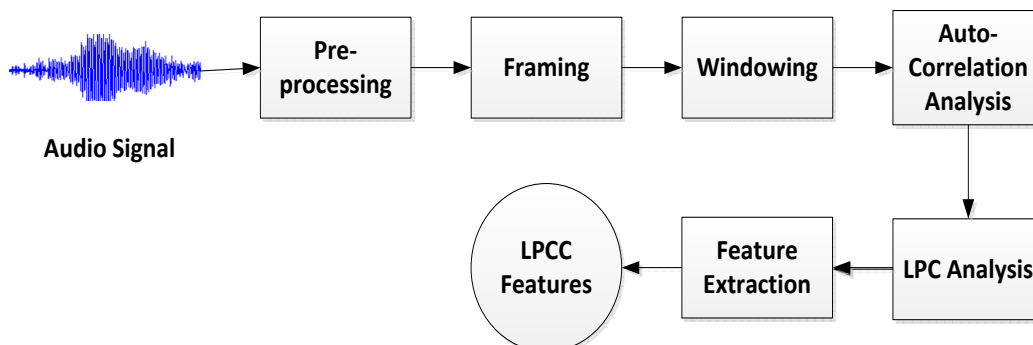 Audio Signal
Pre-
processing
Framing
Windowing
Auto-
Correlation
Analysis
LPC Analysis
Feature
Extraction
LPCC
Features